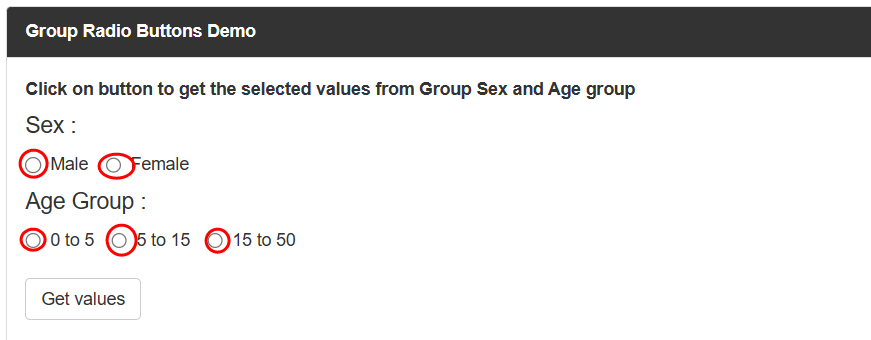 Group Radio Buttons Demo
Click on button to get the selected values from Group Sex and Age group
Sex :
Male Female
Age Group :
0 to 5 5 to 15 15 to 50
Get values